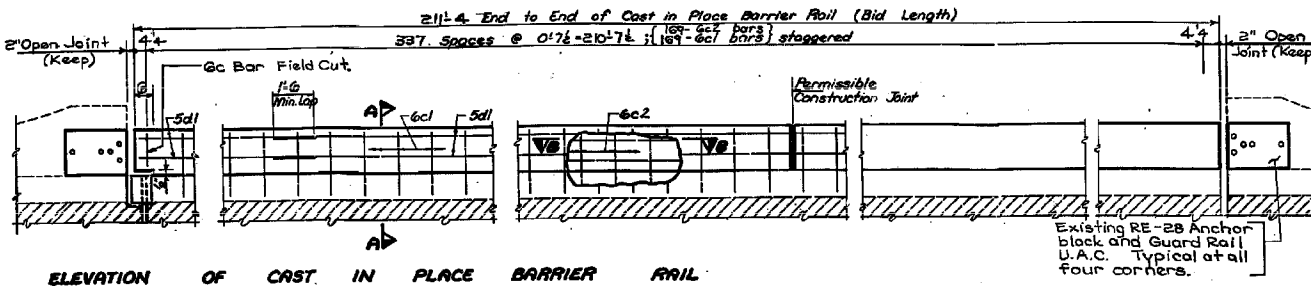 211'-4 End to End of Cast in Place Barrier Rail (Bid Length)
337. Spaces @ 0'-7½=210'-7½ ; {169-6c2 bars
169-6c1 bars} staggered
2" Open Joint
(Keep)
4'4
4'4
2" Open
Joint (Keep
6c Bar Field Cut.
6
1'-6
Min. lap
A
6c1
5d1
6c2
Permissible
Construction Joint
5d1
B
B
A
Existing RE-28 Anchor
block and Guard Rail
U.A.C. Typical at all
four corners.
ELEVATION OF CAST IN PLACE BARRIER RAIL